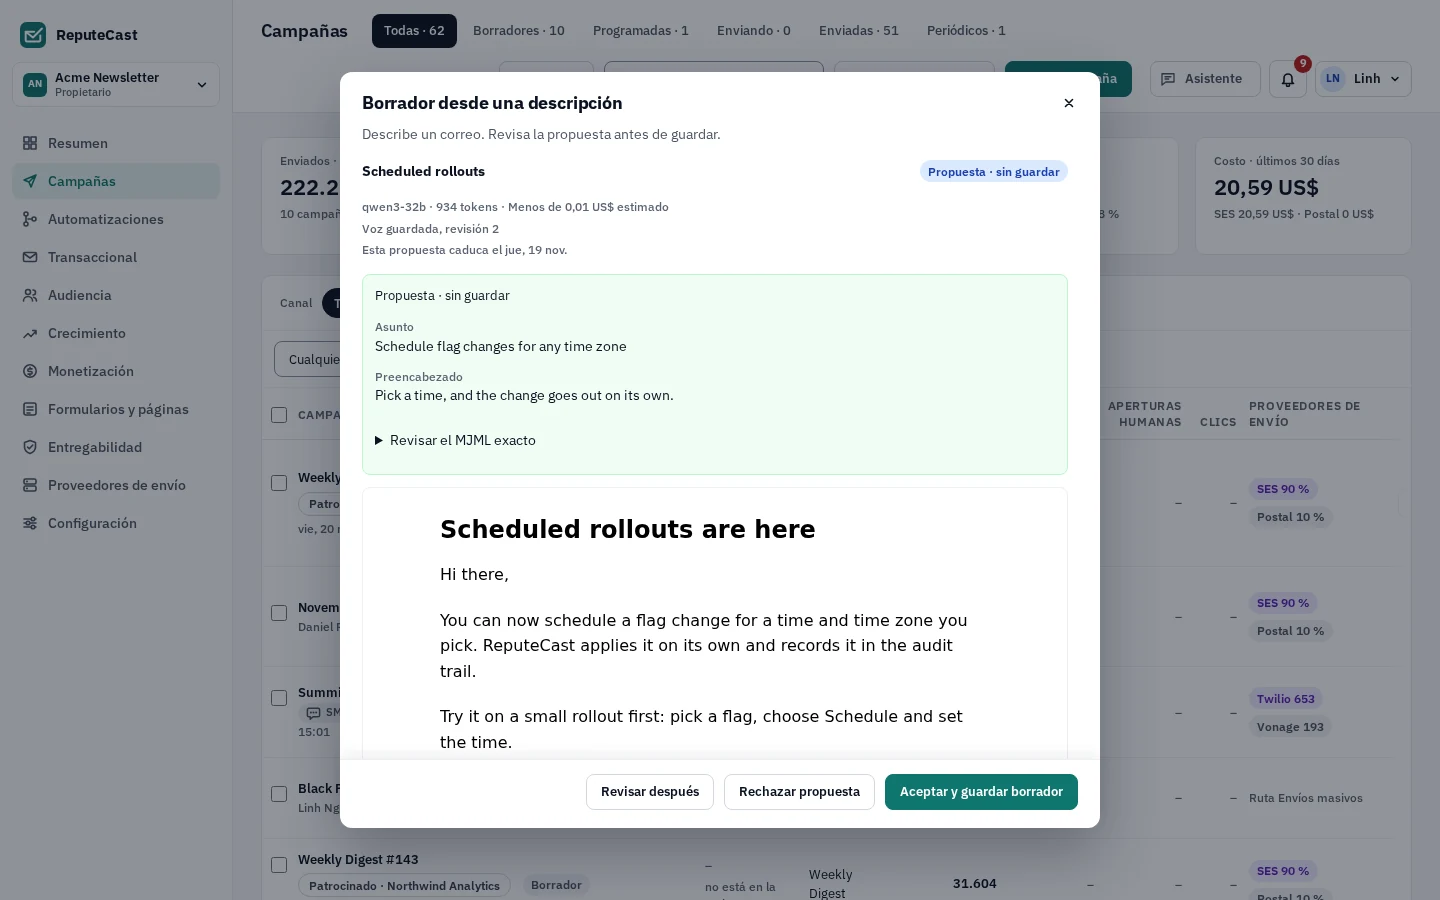 ReputeCast
AN
Acme Newsletter
Propietario
Resumen
Campañas
Automatizaciones
Transaccional
Audiencia
Crecimiento
Monetización
Formularios y páginas
Entregabilidad
Proveedores de envío
Configuración
Campañas
Todas · 62
Borradores · 10
Programadas · 1
Enviando · 0
Enviadas · 51
Periódicos · 1
Asistente
9
LN
Linh
Enviados ·
222.2
10 campañ
Costo · últimos 30 días
20,59 US$
SES 20,59 US$ · Postal 0 US$
Canal
Cualquie
CAMPA
APERTURAS HUMANAS
CLICS
PROVEEDORES DE ENVÍO
Weekly
Patro
vie, 20 n
–
–
SES 90 %
Postal 10 %
Novem
Daniel F
–
–
SES 90 %
Postal 10 %
Summi
SM
15:01
–
–
Twilio 653
Vonage 193
Black F
Linh Ng
–
–
Ruta Envíos masivos
Weekly Digest #143
Patrocinado · Northwind Analytics
Borrador
–
no está en la
Weekly Digest
31.604
–
–
–
SES 90 %
Postal 10 %
Borrador desde una descripción
Describe un correo. Revisa la propuesta antes de guardar.
Scheduled rollouts
Propuesta · sin guardar
qwen3-32b · 934 tokens · Menos de 0,01 US$ estimado
Voz guardada, revisión 2
Esta propuesta caduca el jue, 19 nov.
Propuesta · sin guardar
Asunto
Schedule flag changes for any time zone
Preencabezado
Pick a time, and the change goes out on its own.
Revisar el MJML exacto
Scheduled rollouts are here
Hi there,
You can now schedule a flag change for a time and time zone you
pick. ReputeCast applies it on its own and records it in the audit
trail.
Try it on a small rollout first: pick a flag, choose Schedule and set
the time.
Revisar después
Rechazar propuesta
Aceptar y guardar borrador